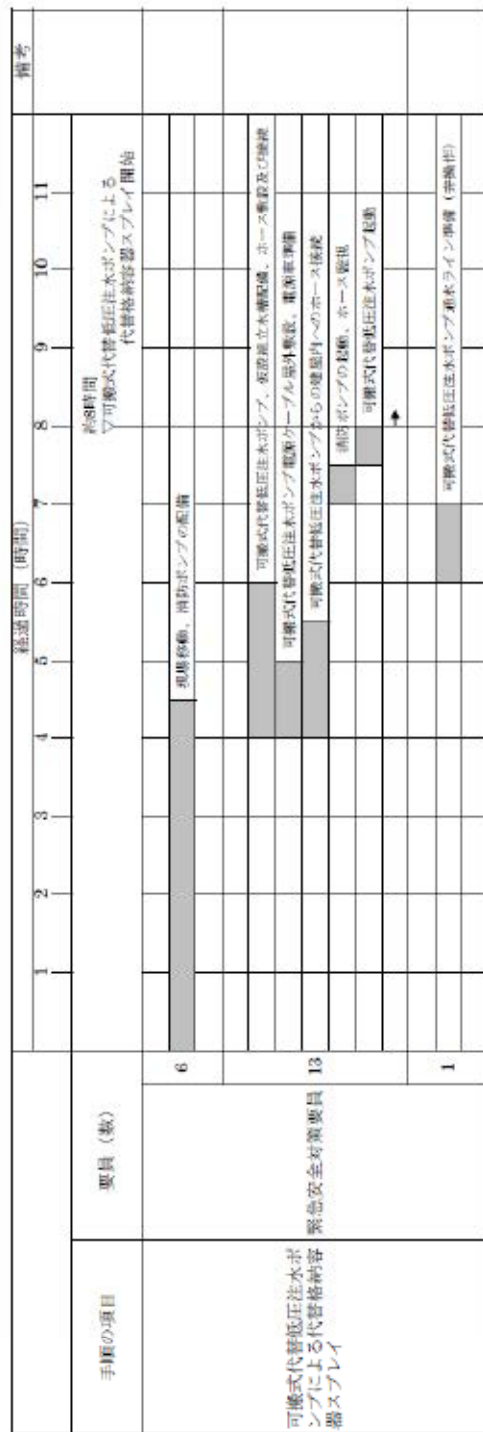 経過時間（時間）
備考
1
2
3
4
5
6
7
8
9
10
11
手順の項目
要員（数）
約8時間
▽可搬式代替低圧注水ポンプによる
代替格納容器スプレイ開始
可搬式代替低圧注水ポ
ンプによる代替格納容
器スプレイ
緊急安全対策要員
6
現場移動、消防ポンプの配備
13
可搬式代替低圧注水ポンプ、仮設組立水槽配備、ホース敷設及び接続
可搬式代替低圧注水ポンプ電源ケーブル屋外敷設、電源車準備
可搬式代替低圧注水ポンプからの建屋内へのホース接続
消防ポンプの起動、ホース監視
可搬式代替低圧注水ポンプ起動
1
可搬式代替低圧注水ポンプ通水ライン準備（弁操作）